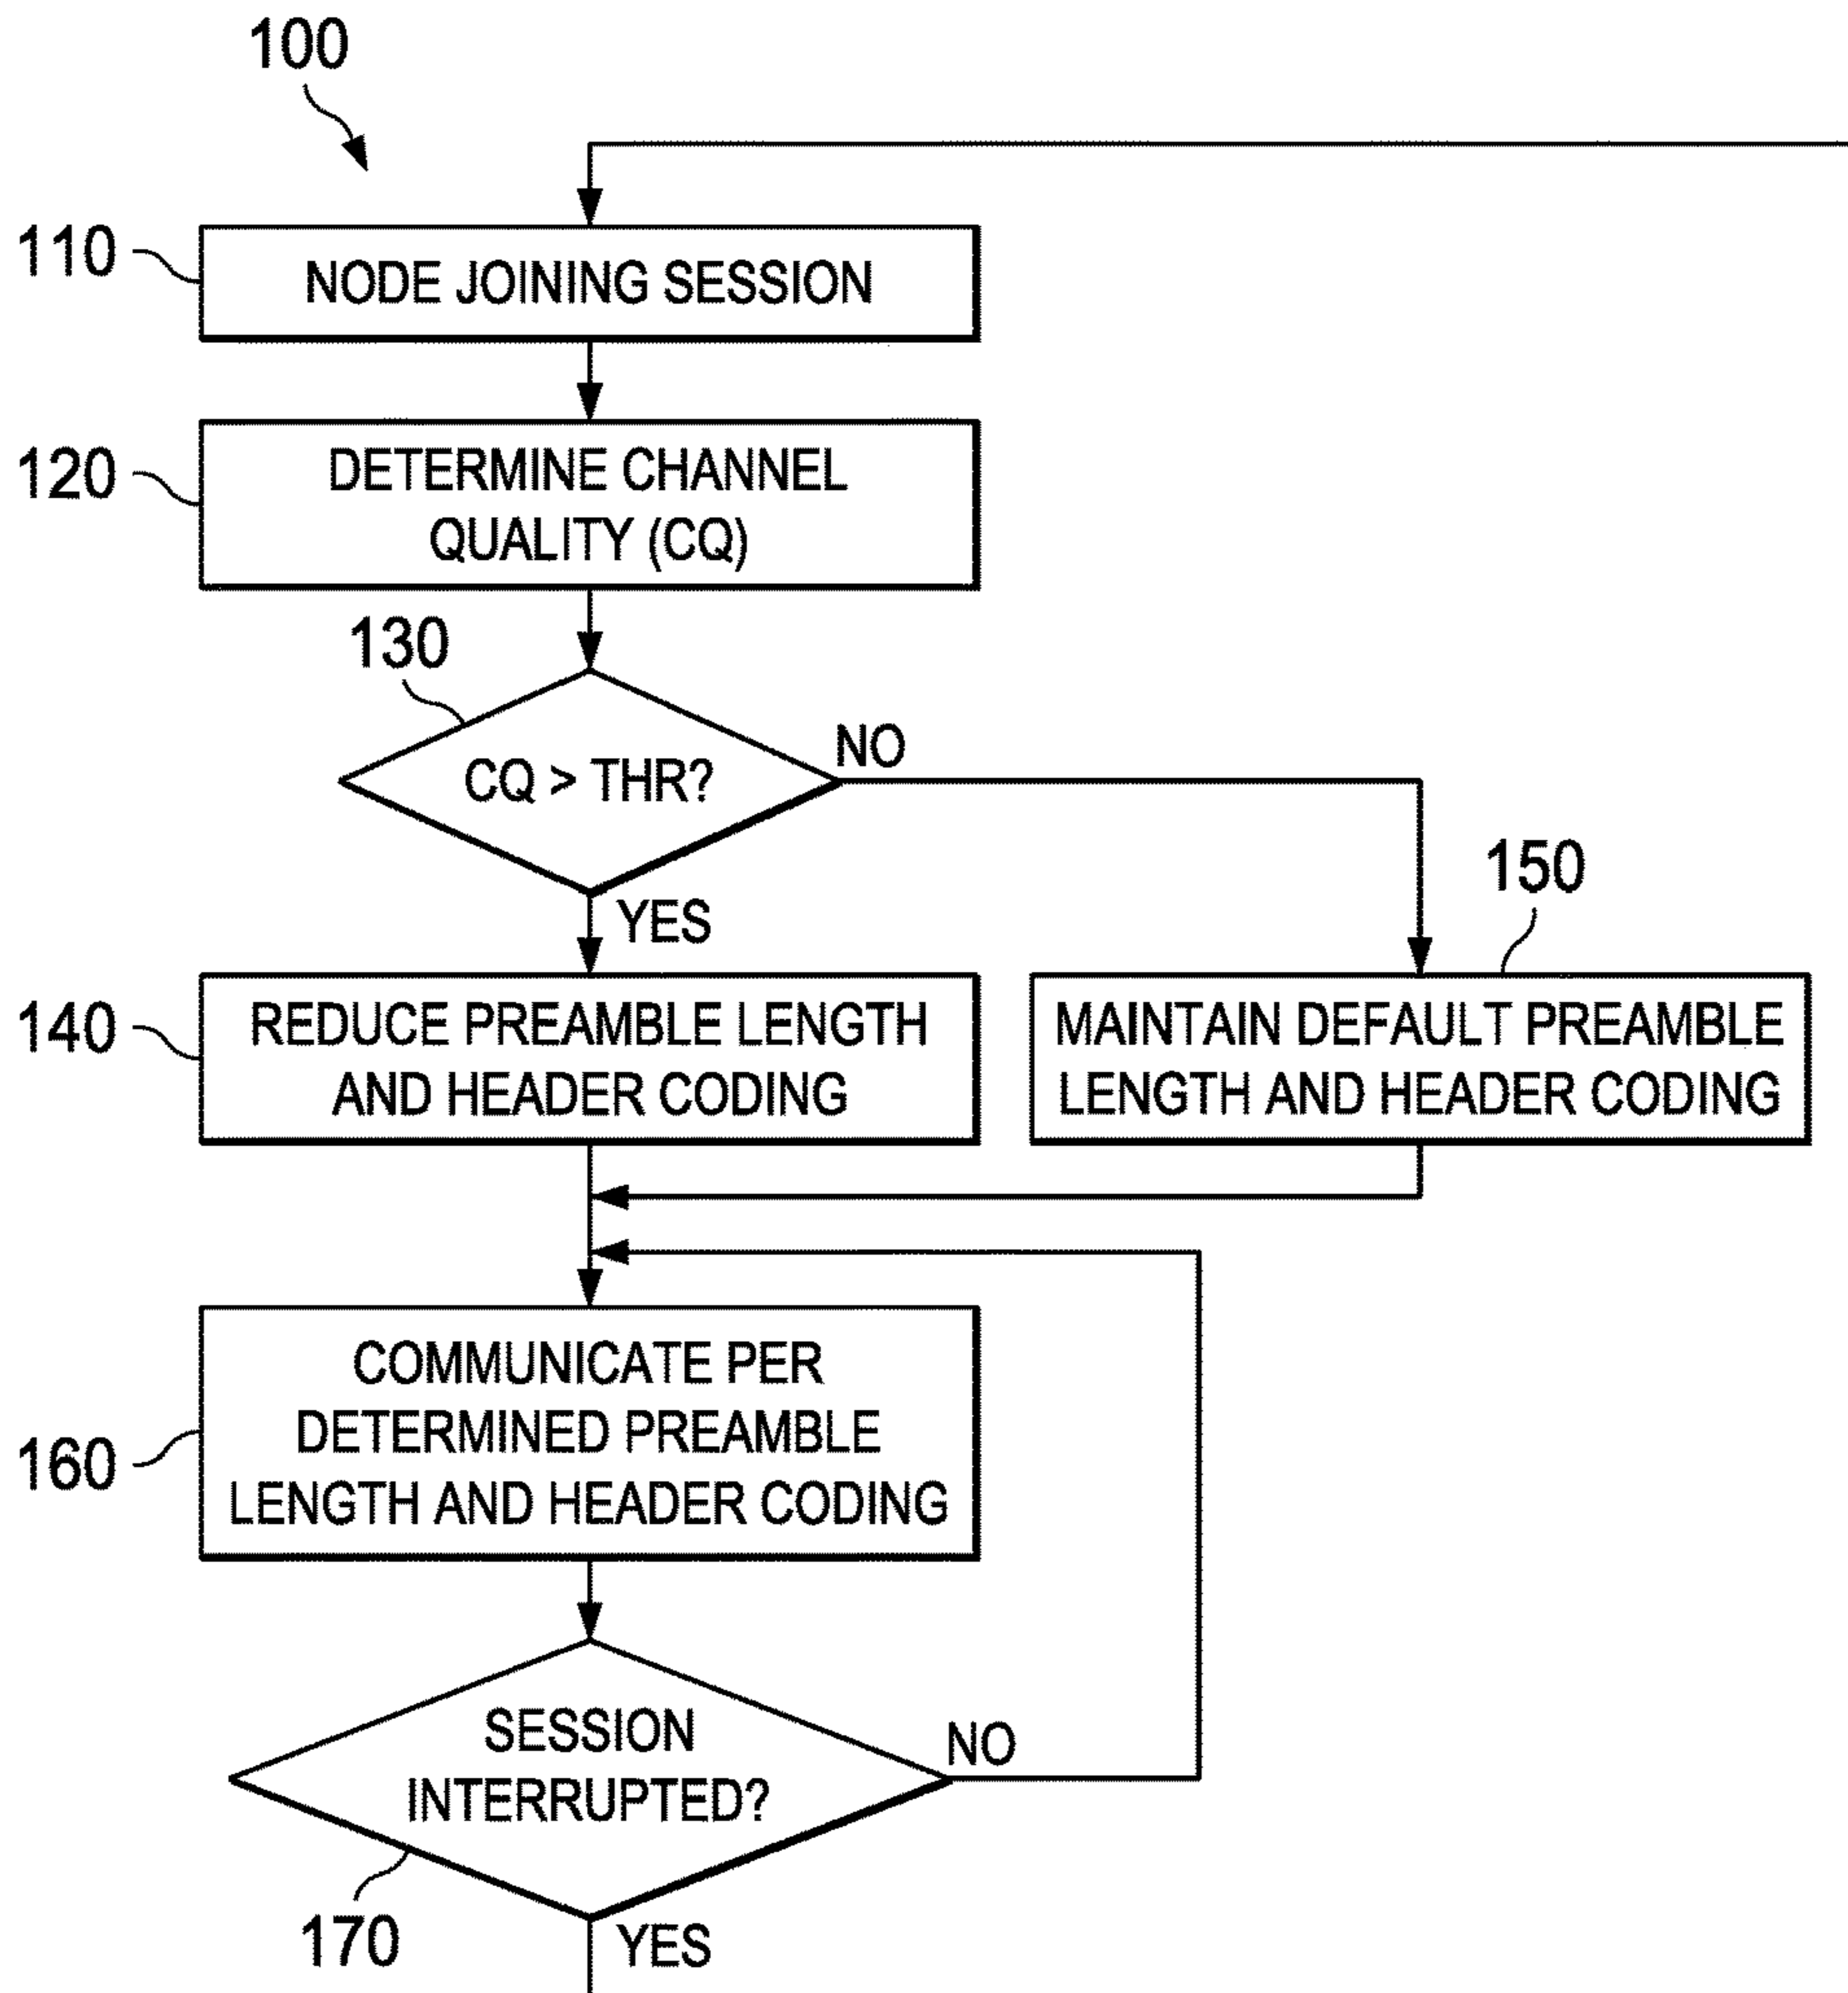 100
110
NODE JOINING SESSION
120
DETERMINE CHANNEL
QUALITY (CQ)
130
CQ > THR?
NO
YES
150
140
REDUCE PREAMBLE LENGTH
AND HEADER CODING
MAINTAIN DEFAULT PREAMBLE
LENGTH AND HEADER CODING
160
COMMUNICATE PER
DETERMINED PREAMBLE
LENGTH AND HEADER CODING
SESSION
INTERRUPTED?
NO
170
YES